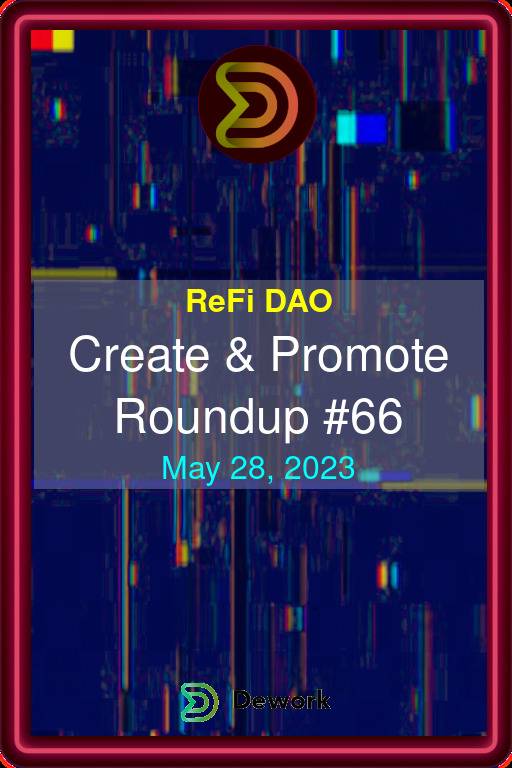 ReFi DAO
Create & Promote
Roundup #66
May 28, 2023
Dework